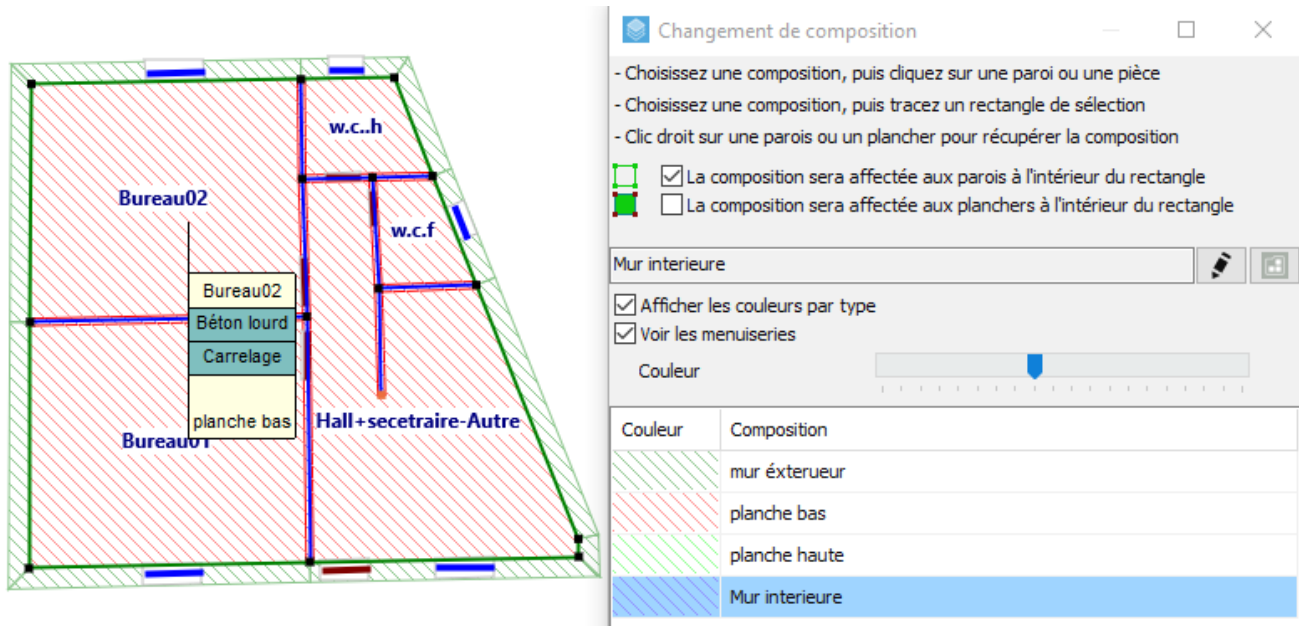 w.c..h
Bureau02
w.c.f
Bureau02
Béton lourd
Carrelage
planche bas
Hall+secetraire-Autre
Bureau01
Changement de composition
- Choisissez une composition, puis cliquez sur une paroi ou une pièce
- Choisissez une composition, puis tracez un rectangle de sélection
- Clic droit sur une parois ou un plancher pour récupérer la composition
La composition sera affectée aux parois à l'intérieur du rectangle
La composition sera affectée aux planchers à l'intérieur du rectangle
Mur interieure
Afficher les couleurs par type
Voir les menuiseries
Couleur
Couleur Composition
mur éxterueur
planche bas
planche haute
Mur interieure